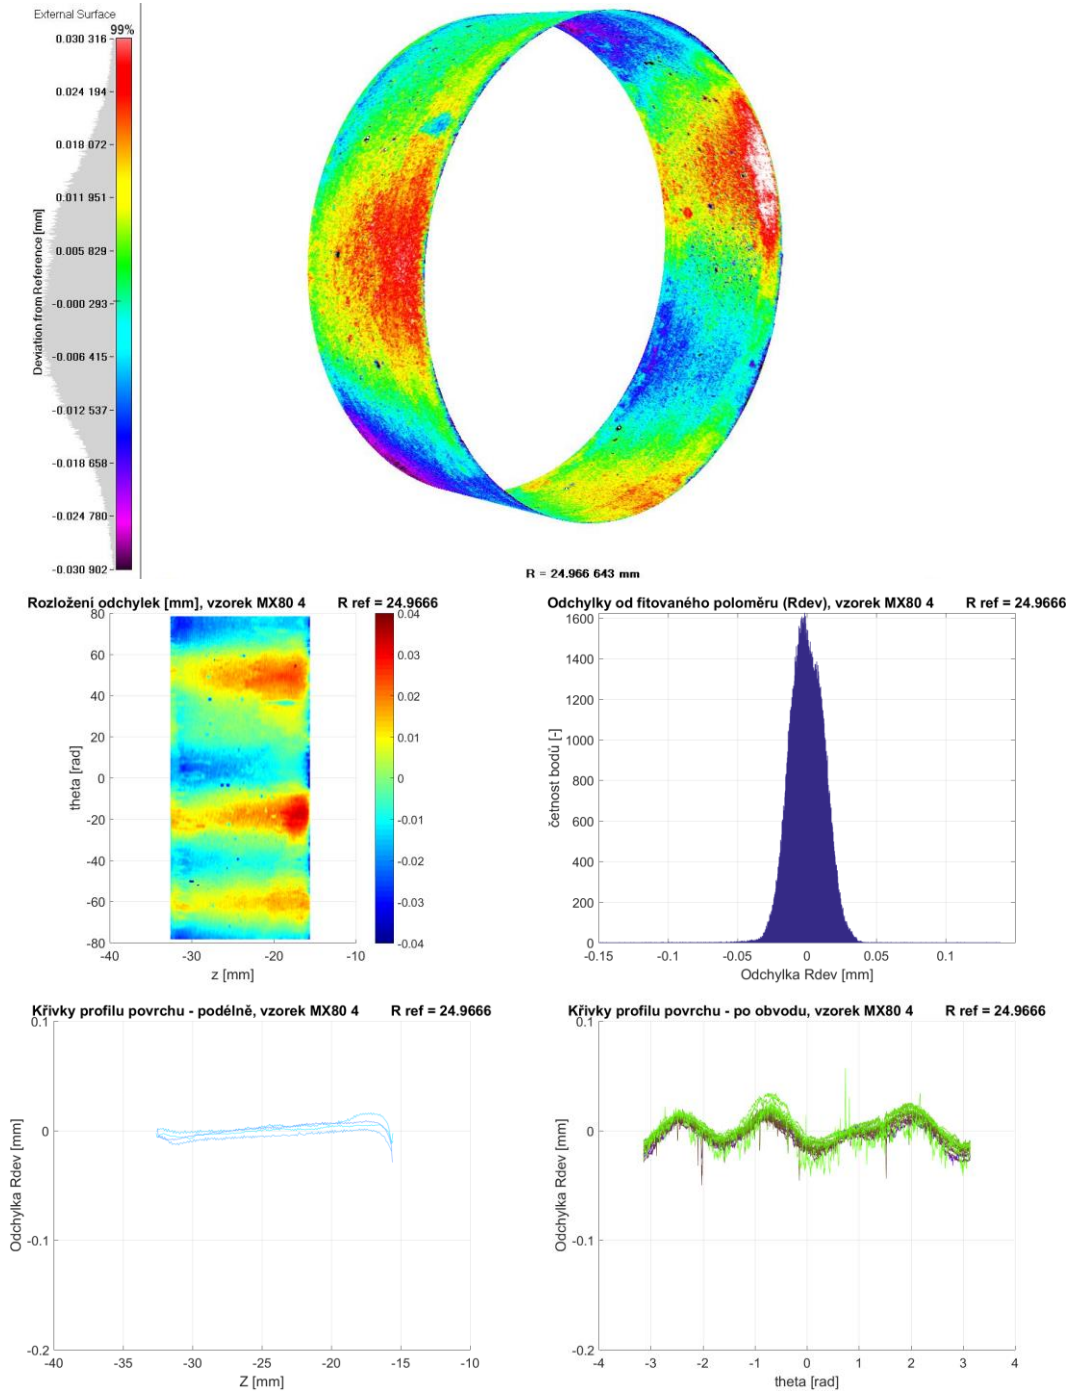 External Surface
99%
0.030 316
0.024 194
0.018 072
0.011 951
0.005 829
-0.000 293
-0.006 415
-0.012 537
-0.018 658
-0.024 780
-0.030 902
Deviation from Reference [mm]
R = 24.966 643 mm
Rozložení odchylek [mm], vzorek MX80 4 R ref = 24.9666
80
60
40
20
0
-20
-40
-60
-80
theta [rad]
-40 -30 -20 -10
z [mm]
0.04
0.03
0.02
0.01
0
-0.01
-0.02
-0.03
-0.04
Odchylky od fitovaného poloměru (Rdev), vzorek MX80 4 R ref = 24.9666
1600
1400
1200
1000
800
600
400
200
0
četnost bodů [-]
-0.15 -0.1 -0.05 0 0.05 0.1
Odchylka Rdev [mm]
Křivky profilu povrchu - podélně, vzorek MX80 4 R ref = 24.9666
0.1
0
-0.1
-0.2
Odchylka Rdev [mm]
-40 -35 -30 -25 -20 -15 -10
Z [mm]
Křivky profilu povrchu - po obvodu, vzorek MX80 4 R ref = 24.9666
0.1
0
-0.1
-0.2
Odchylka Rdev [mm]
-4 -3 -2 -1 0 1 2 3 4
theta [rad]